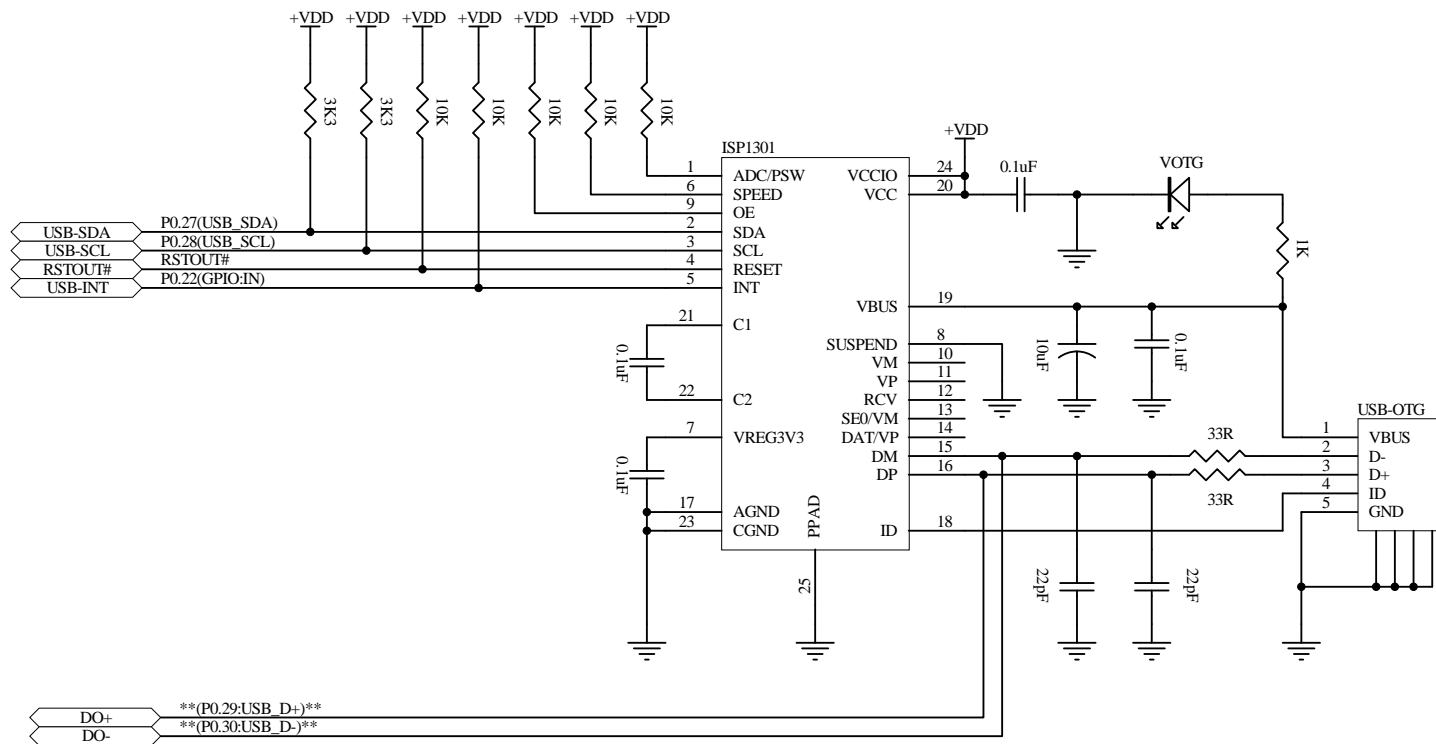 +VDD +VDD +VDD +VDD +VDD +VDD +VDD
3K3 3K3 10K 10K 10K 10K 10K
ISP1301
+VDD
1 ADC/PSW VCCIO 24
6 SPEED VCC 20
9 OE
2 SDA
3 SCL
4 RESET
5 INT
0.1uF
VOTG
1K
USB-SDA P0.27(USB_SDA)
USB-SCL P0.28(USB_SCL)
RSTOUT# RSTOUT#
USB-INT P0.22(GPIO:IN)
VBUS 19
21 C1
0.1uF
22 C2
SUSPEND 8
VM 10
VP 11
RCV 12
SE0/VM 13
DAT/VP 14
DM 15
DP 16
10uF
0.1uF
7 VREG3V3
0.1uF
17 AGND
23 CGND
PPAD
25
ID 18
33R
33R
USB-OTG
1 VBUS
2 D-
3 D+
4 ID
5 GND
22pF
22pF
DO+ **(P0.29:USB_D+)**
DO- **(P0.30:USB_D-)**